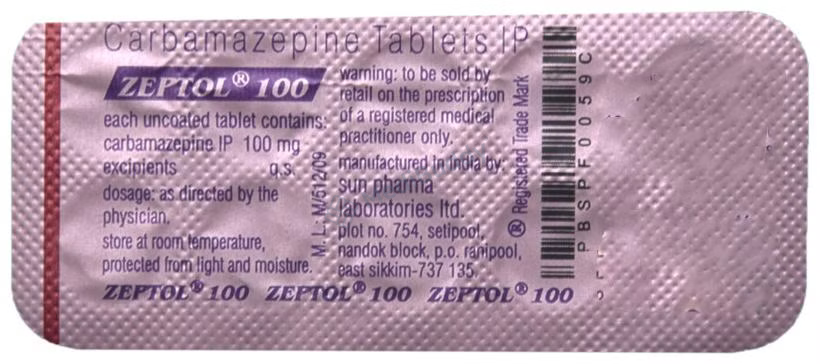 Carbamazepine Tablets IP
ZEPTOL® 100
each uncoated tablet contains:
carbamazepine IP 100 mg
excipients q.s.
dosage: as directed by the
physician.
store at room temperature,
protected from light and moisture.
M. L.: M/512/09
warning: to be sold by
retail on the prescription
of a registered medical
practitioner only.
manufactured in India by:
sun pharma
laboratories ltd.
plot no. 754, setipool,
nandok block, p.o. ranipool,
east sikkim-737 135.
® Registered Trade Mark
PBSPF0059C
ZEPTOL® 100 ZEPTOL® 100 ZEPTOL® 100